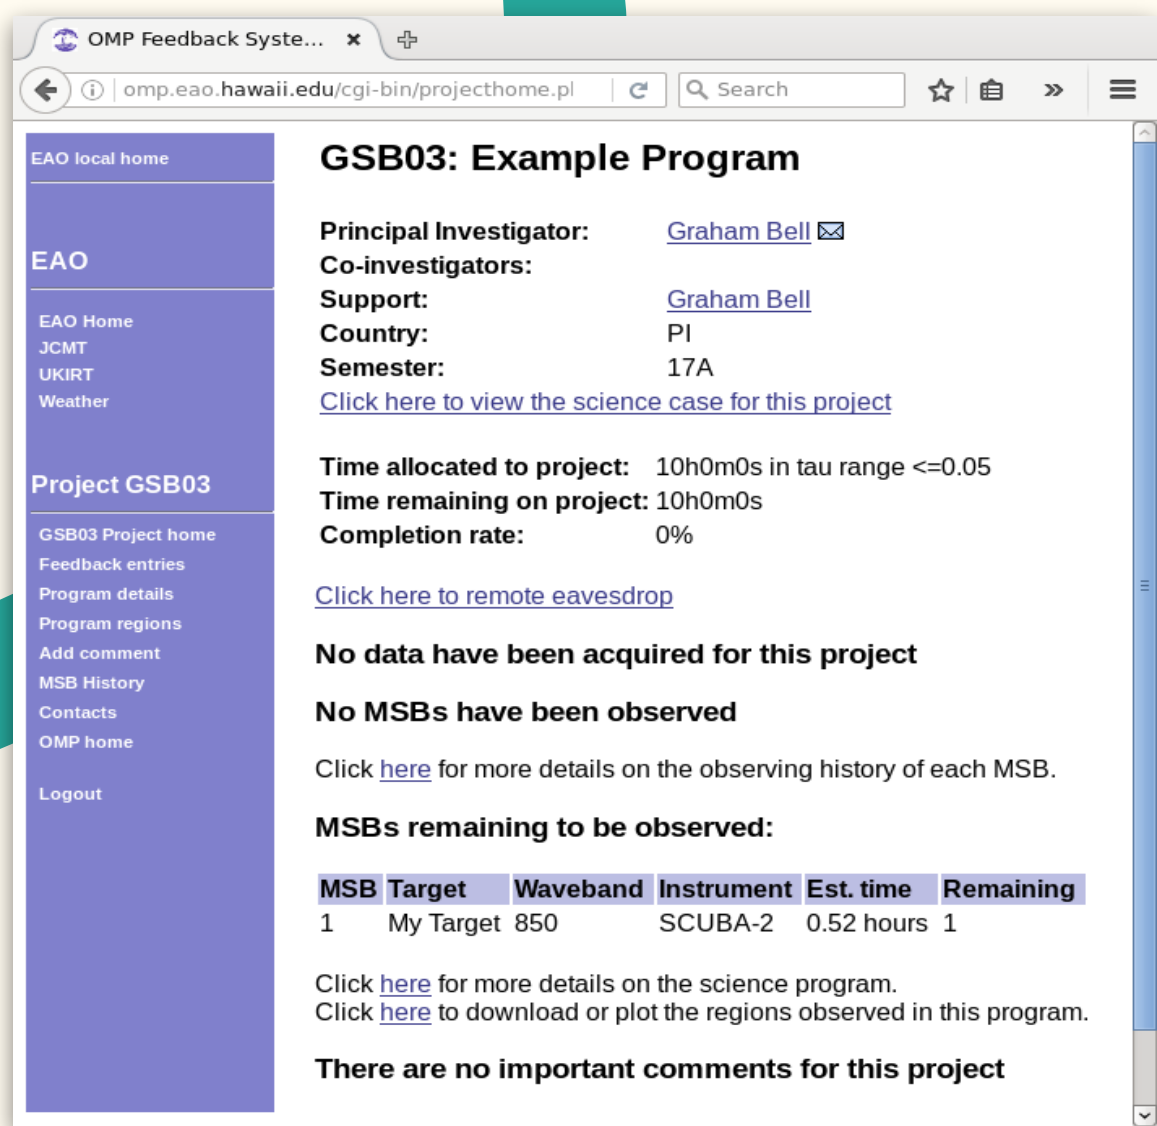 OMP Feedback Syste...
omp.eao.hawaii.edu/cgi-bin/projecthome.pl
Search
EAO local home
EAO
EAO Home
JCMT
UKIRT
Weather
Project GSB03
GSB03 Project home
Feedback entries
Program details
Program regions
Add comment
MSB History
Contacts
OMP home
Logout
GSB03: Example Program
Principal Investigator: Graham Bell
Co-investigators:
Support: Graham Bell
Country: PI
Semester: 17A
Click here to view the science case for this project
Time allocated to project: 10h0m0s in tau range <=0.05
Time remaining on project: 10h0m0s
Completion rate: 0%
Click here to remote eavesdrop
No data have been acquired for this project
No MSBs have been observed
Click here for more details on the observing history of each MSB.
MSBs remaining to be observed:
MSB Target Waveband Instrument Est. time Remaining
1 My Target 850 SCUBA-2 0.52 hours 1
Click here for more details on the science program.
Click here to download or plot the regions observed in this program.
There are no important comments for this project